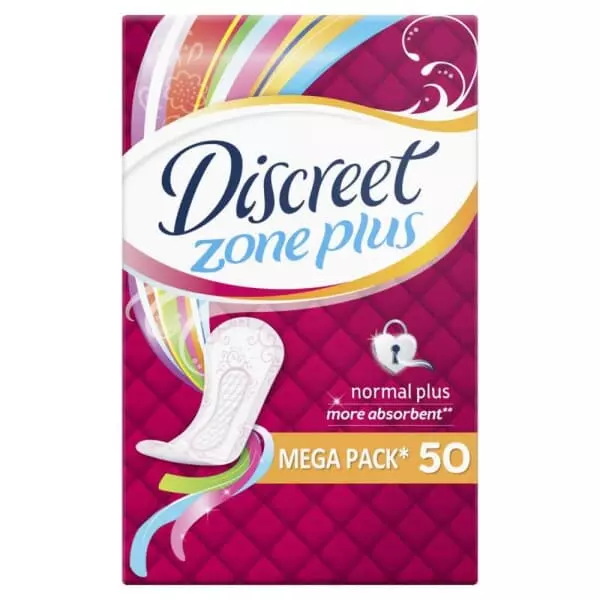 Discreet
zone plus
normal plus
more absorbent**
MEGA PACK* 50